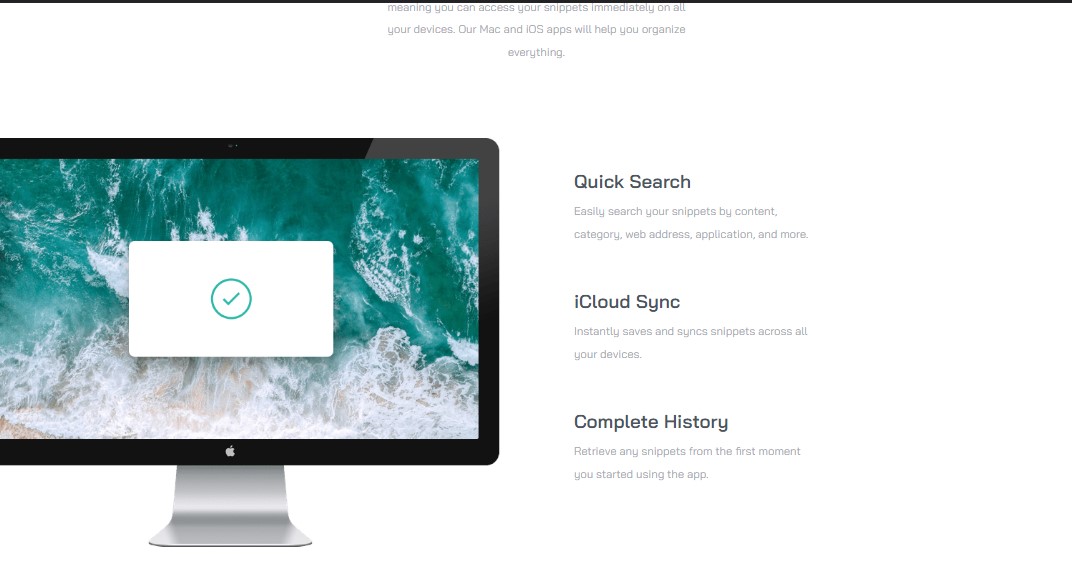 meaning you can access your snippets immediately on all
your devices. Our Mac and iOS apps will help you organize
everything.
Quick Search
Easily search your snippets by content,
category, web address, application, and more.
iCloud Sync
Instantly saves and syncs snippets across all
your devices.
Complete History
Retrieve any snippets from the first moment
you started using the app.